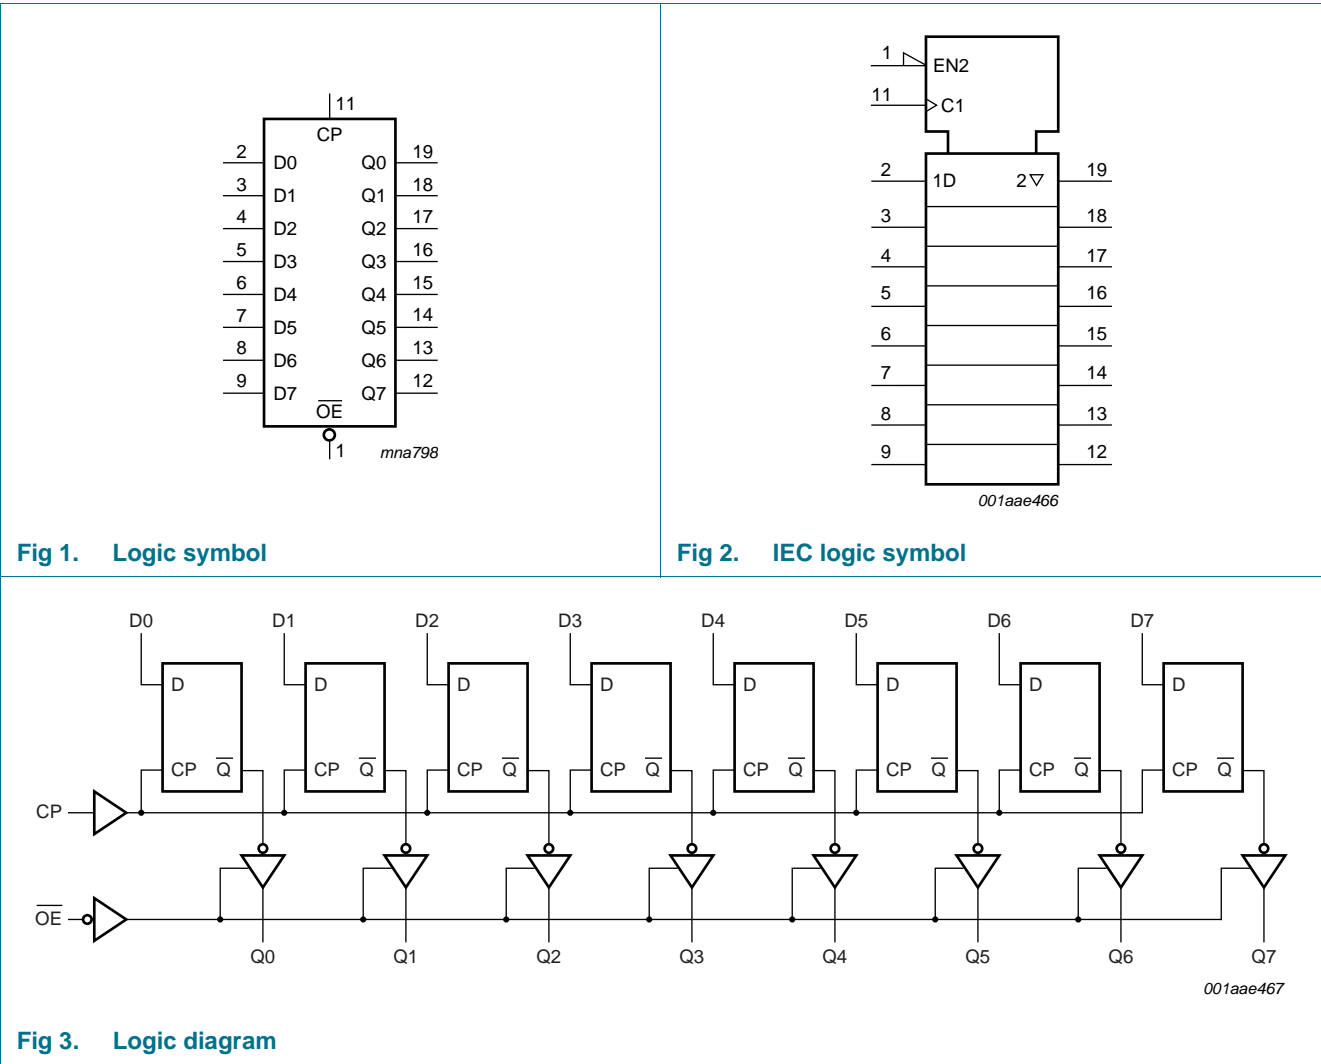 11
CP
2 D0 Q0 19
3 D1 Q1 18
4 D2 Q2 17
5 D3 Q3 16
6 D4 Q4 15
7 D5 Q5 14
8 D6 Q6 13
9 D7 Q7 12
O̅E̅
1
mna798
Fig 1. Logic symbol
1 EN2
11 C1
2 1D 2▽ 19
3 18
4 17
5 16
6 15
7 14
8 13
9 12
001aae466
Fig 2. IEC logic symbol
D0 D1 D2 D3 D4 D5 D6 D7
D D D D D D D D
CP Q̅ CP Q̅ CP Q̅ CP Q̅ CP Q̅ CP Q̅ CP Q̅ CP Q̅
CP
O̅E̅
Q0 Q1 Q2 Q3 Q4 Q5 Q6 Q7
001aae467
Fig 3. Logic diagram